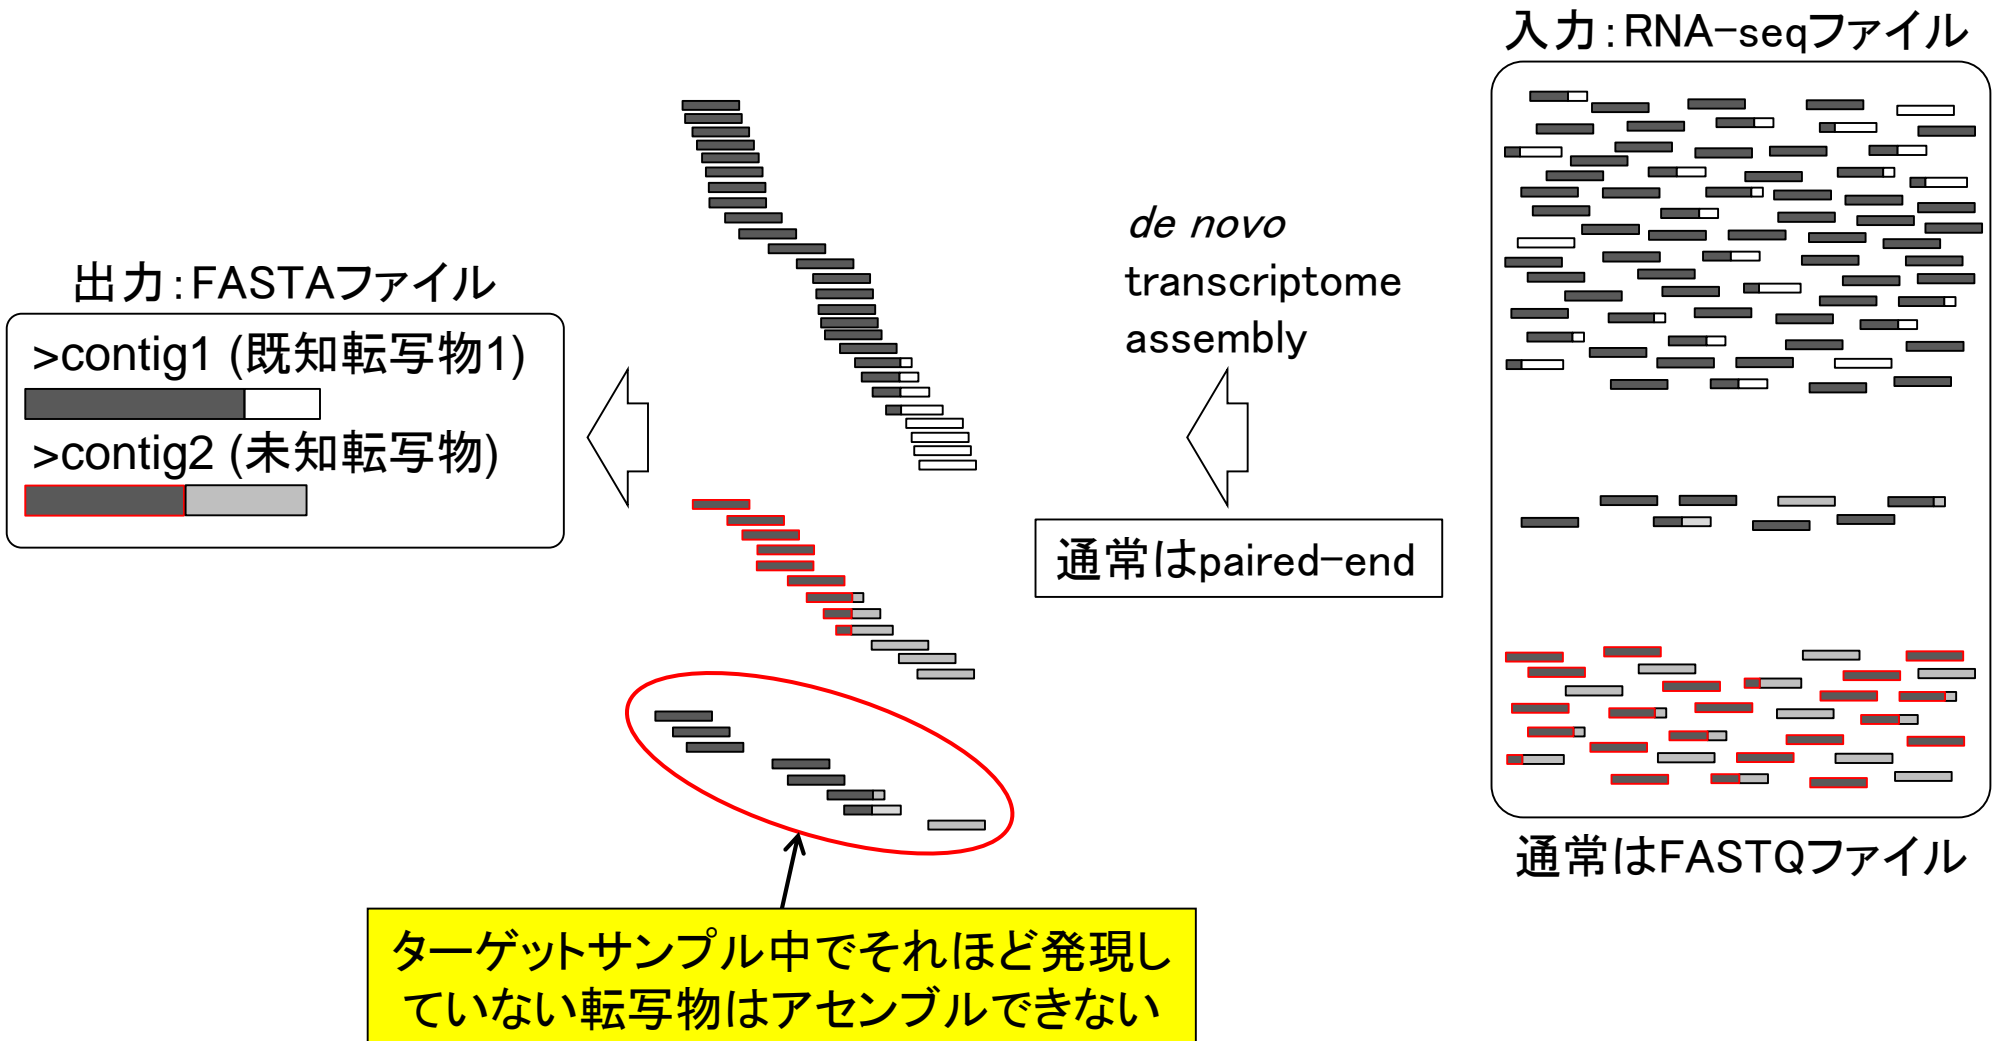 入力:RNA-seqファイル
de novo
transcriptome
assembly
出力:FASTAファイル
>contig1 (既知転写物1)
>contig2 (未知転写物)
通常はpaired-end
通常はFASTQファイル
ターゲットサンプル中でそれほど発現し
ていない転写物はアセンブルできない